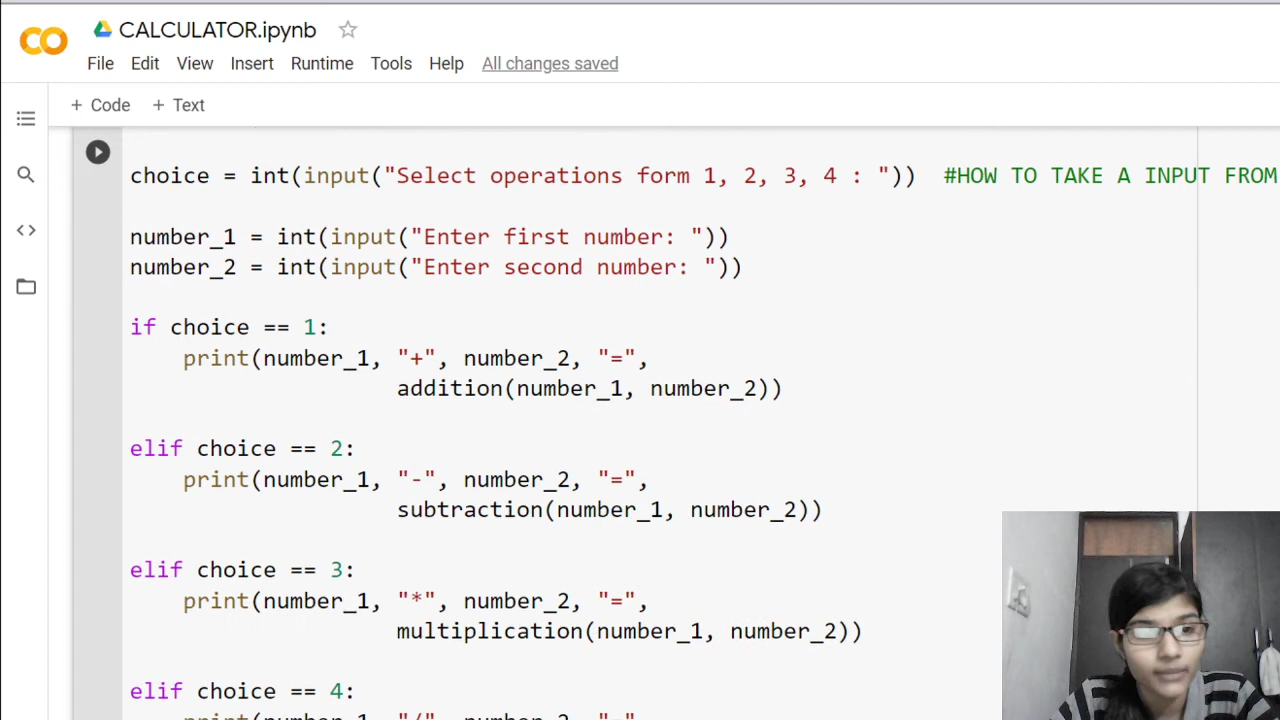 CO CALCULATOR.ipynb
File Edit View Insert Runtime Tools Help All changes saved
+ Code + Text
choice = int(input("Select operations form 1, 2, 3, 4 : ")) #HOW TO TAKE A INPUT FROM
number_1 = int(input("Enter first number: "))
number_2 = int(input("Enter second number: "))
if choice == 1:
print(number_1, "+", number_2, "=",
addition(number_1, number_2))
elif choice == 2:
print(number_1, "-", number_2, "=",
subtraction(number_1, number_2))
elif choice == 3:
print(number_1, "*", number_2, "=",
multiplication(number_1, number_2))
elif choice == 4:
print(number_1, "/", number_2, "=",